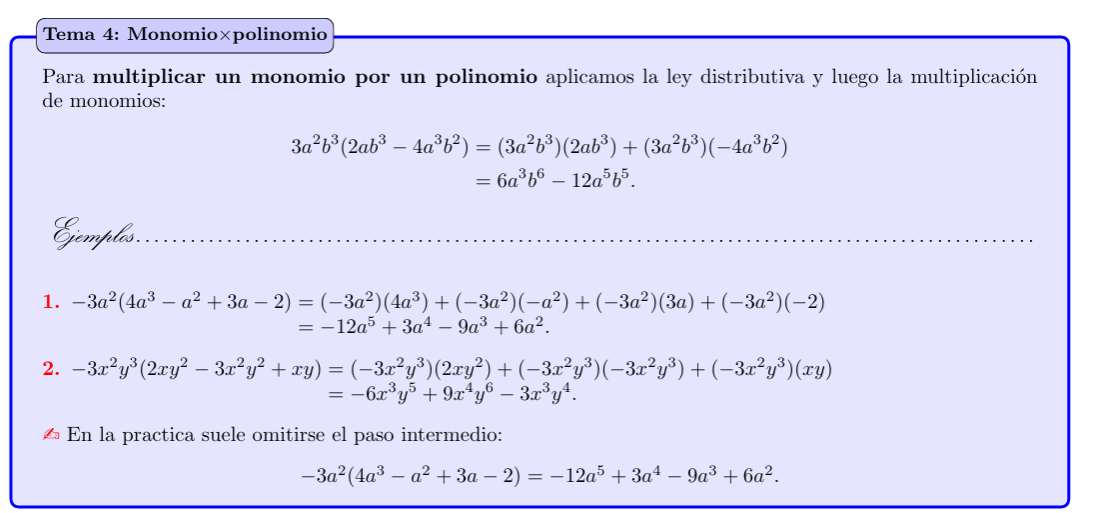 Tema 4: Monomio×polinomio
Para multiplicar un monomio por un polinomio aplicamos la ley distributiva y luego la multiplicación
de monomios:
3a²b³(2ab³ − 4a³b²) = (3a²b³)(2ab³) + (3a²b³)(−4a³b²)
= 6a³b⁶ − 12a⁵b⁵.
Ejemplos
1. −3a²(4a³ − a² + 3a − 2) = (−3a²)(4a³) + (−3a²)(−a²) + (−3a²)(3a) + (−3a²)(−2)
= −12a⁵ + 3a⁴ − 9a³ + 6a².
2. −3x²y³(2xy² − 3x²y² + xy) = (−3x²y³)(2xy²) + (−3x²y³)(−3x²y³) + (−3x²y³)(xy)
= −6x³y⁵ + 9x⁴y⁶ − 3x³y⁴.
✍ En la practica suele omitirse el paso intermedio:
−3a²(4a³ − a² + 3a − 2) = −12a⁵ + 3a⁴ − 9a³ + 6a².